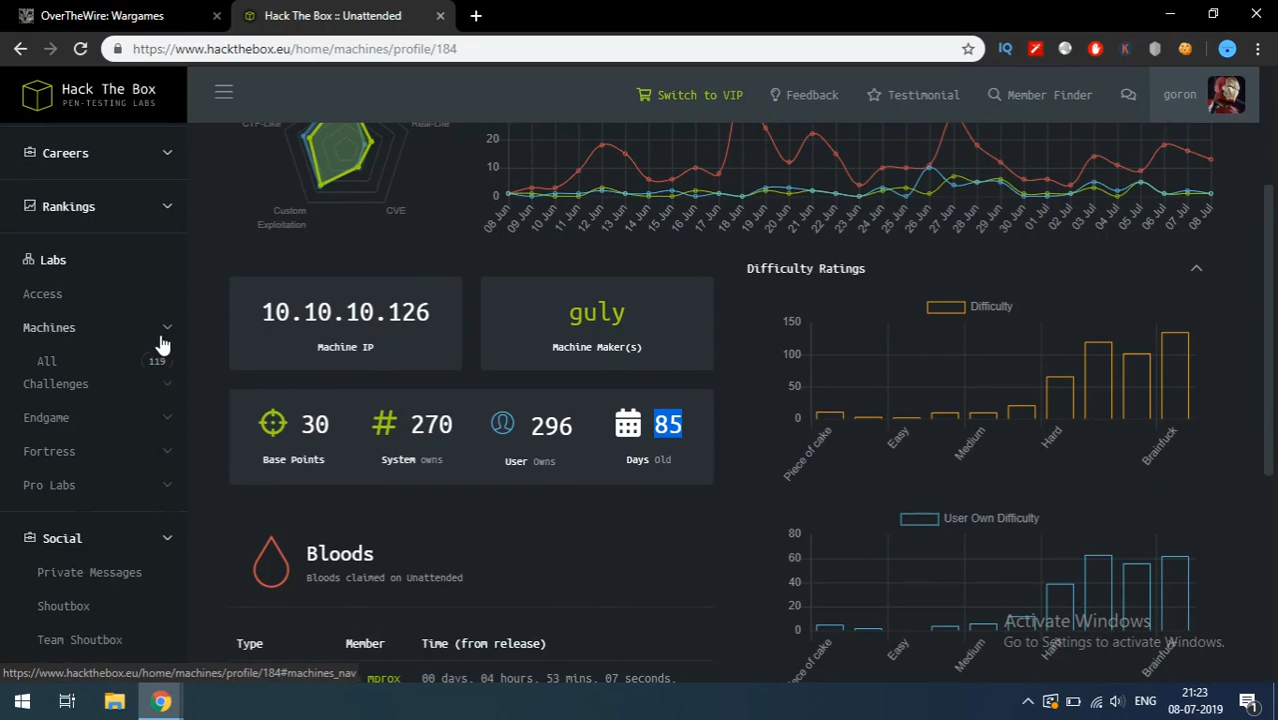 OverTheWire: Wargames
Hack The Box :: Unattended
https://www.hackthebox.eu/home/machines/profile/184
Hack The Box
PEN-TESTING LABS
Switch to VIP
Feedback
Testimonial
Member Finder
goron
Careers
Rankings
Labs
Access
Machines
All 119
Challenges
Endgame
Fortress
Pro Labs
Social
Private Messages
Shoutbox
Team Shoutbox
CTF-Like
Real-Life
Custom
Exploitation
CVE
20
10
0
08 Jun 09 Jun 10 Jun 11 Jun 12 Jun 13 Jun 14 Jun 15 Jun 16 Jun 17 Jun 18 Jun 19 Jun 20 Jun 21 Jun 22 Jun 23 Jun 24 Jun 25 Jun 26 Jun 27 Jun 28 Jun 29 Jun 30 Jun 01 Jul 02 Jul 03 Jul 04 Jul 05 Jul 06 Jul 07 Jul 08 Jul
10.10.10.126
Machine IP
guly
Machine Maker(s)
30
Base Points
# 270
System owns
296
User Owns
85
Days Old
Bloods
Bloods claimed on Unattended
Type Member Time (from release)
mprox 00 days, 04 hours, 53 mins, 07 seconds.
Difficulty Ratings
Difficulty
150
100
50
0
Piece of cake Easy Medium Hard Brainfuck
User Own Difficulty
80
60
40
20
0
Piece of cake Easy Medium Hard Brainfuck
Activate Windows
Go to Settings to activate Windows.
https://www.hackthebox.eu/home/machines/profile/184#machines_nav
ENG
21:23
08-07-2019
1